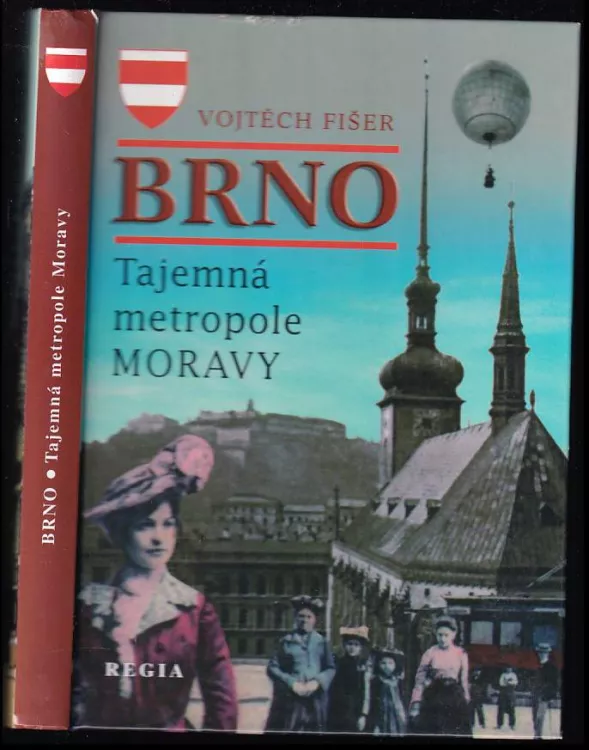 BRNO • Tajemná metropole Moravy
VOJTĚCH FIŠER
BRNO
Tajemná
metropole
MORAVY
REGIA